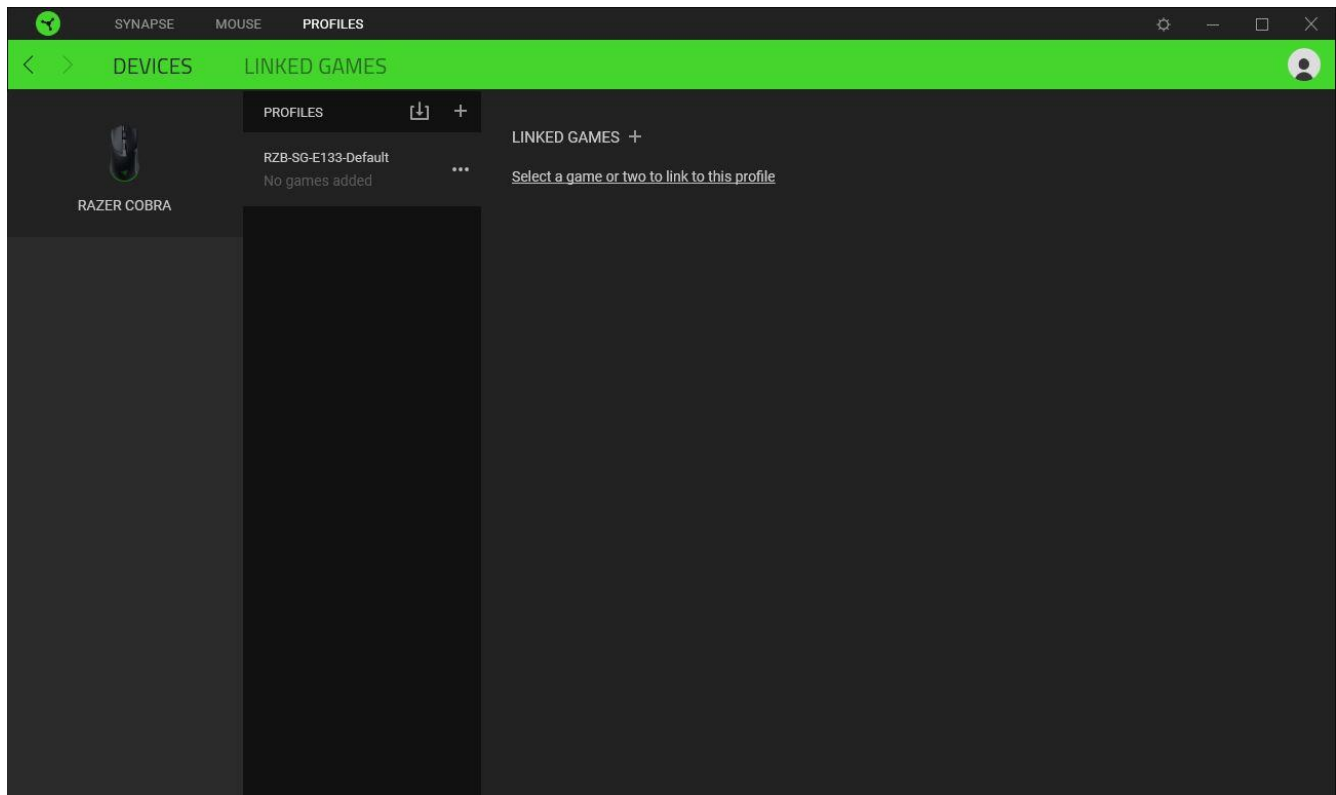 SYNAPSE MOUSE PROFILES
DEVICES LINKED GAMES
RAZER COBRA
PROFILES
RZB-SG-E133-Default
No games added
LINKED GAMES
Select a game or two to link to this profile